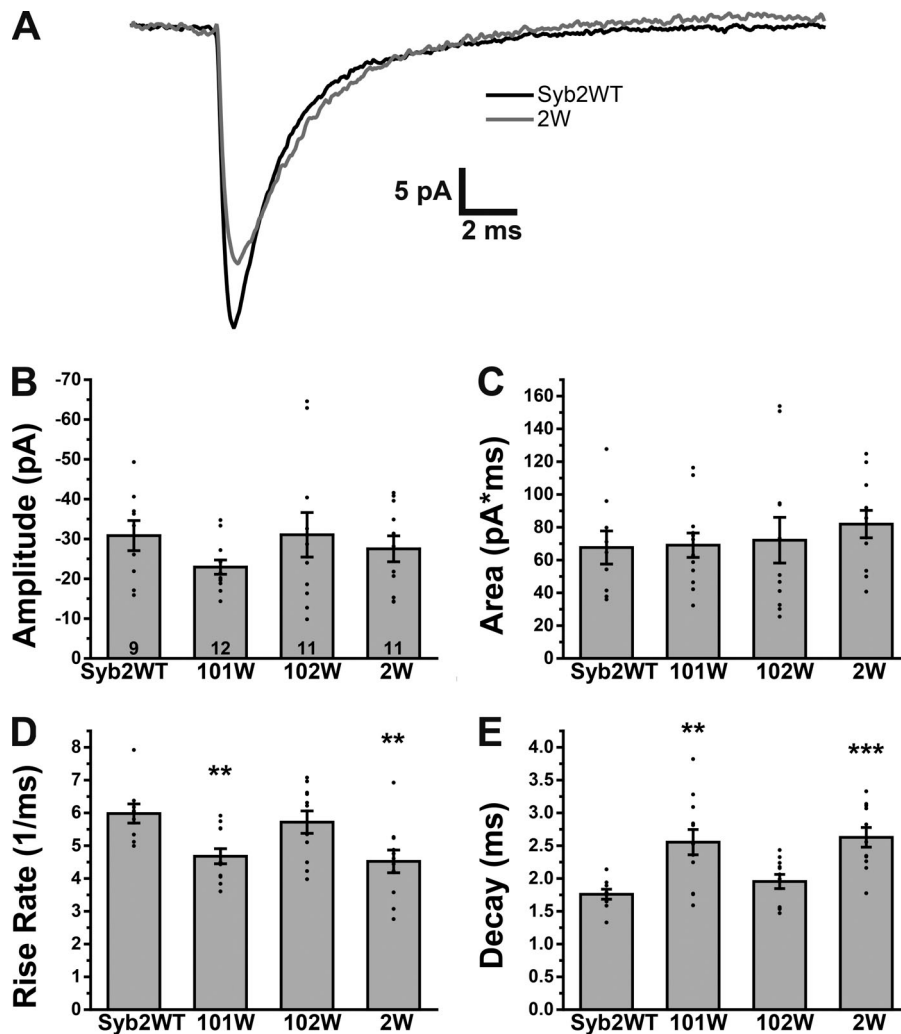 A
Syb2WT
2W
5 pA
2 ms
B
Amplitude (pA)
-70
-60
-50
-40
-30
-20
-10
0
9
12
11
11
Syb2WT 101W 102W 2W
C
Area (pA*ms)
160
140
120
100
80
60
40
20
0
Syb2WT 101W 102W 2W
D
Rise Rate (1/ms)
8
7
6
5
4
3
2
1
0
**
**
Syb2WT 101W 102W 2W
E
Decay (ms)
4.0
3.5
3.0
2.5
2.0
1.5
1.0
0.5
0.0
**
***
Syb2WT 101W 102W 2W